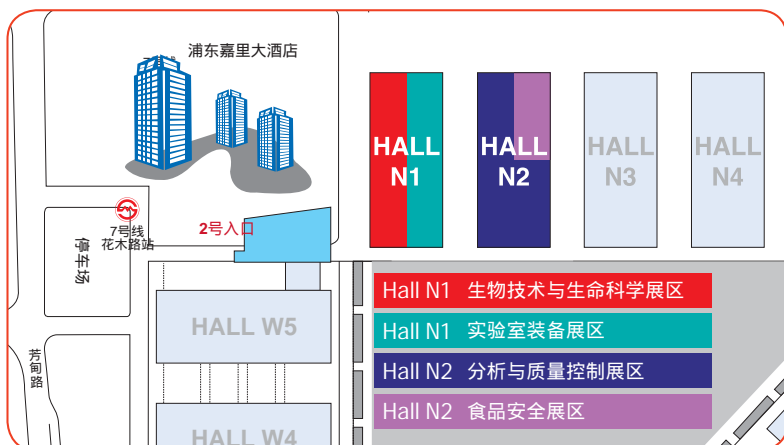 浦东嘉里大酒店
HALL
N1
HALL
N2
HALL
N3
HALL
N4
7号线
花木路站
2号入口
停车场
芳甸路
HALL W5
HALL W4
Hall N1 生物技术与生命科学展区
Hall N1 实验室装备展区
Hall N2 分析与质量控制展区
Hall N2 食品安全展区